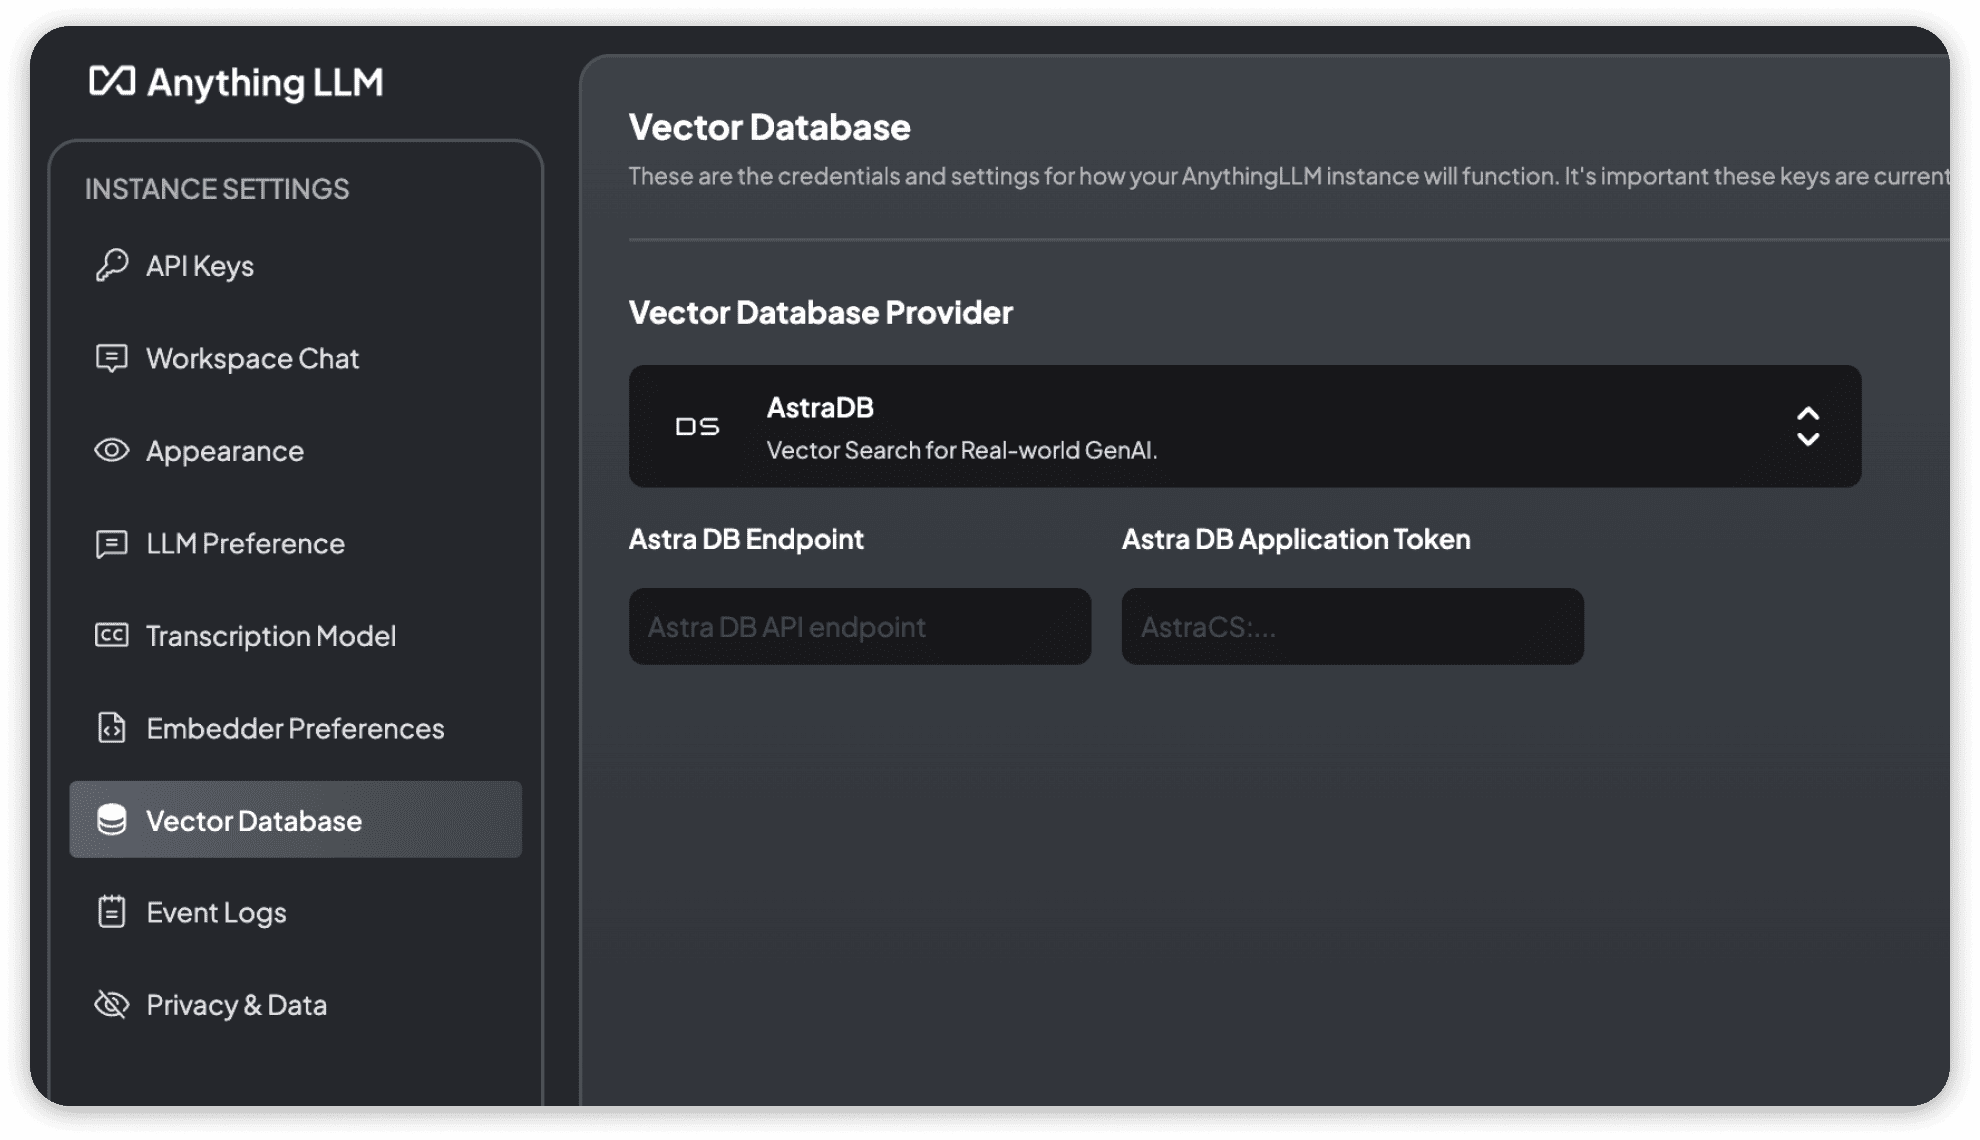 Anything LLM
INSTANCE SETTINGS
API Keys
Workspace Chat
Appearance
LLM Preference
CC Transcription Model
Embedder Preferences
Vector Database
Event Logs
Privacy & Data
Vector Database
These are the credentials and settings for how your AnythingLLM instance will function. It's important these keys are current
Vector Database Provider
DS
AstraDB
Vector Search for Real-world GenAI.
Astra DB Endpoint
Astra DB API endpoint
Astra DB Application Token
AstraCS:...